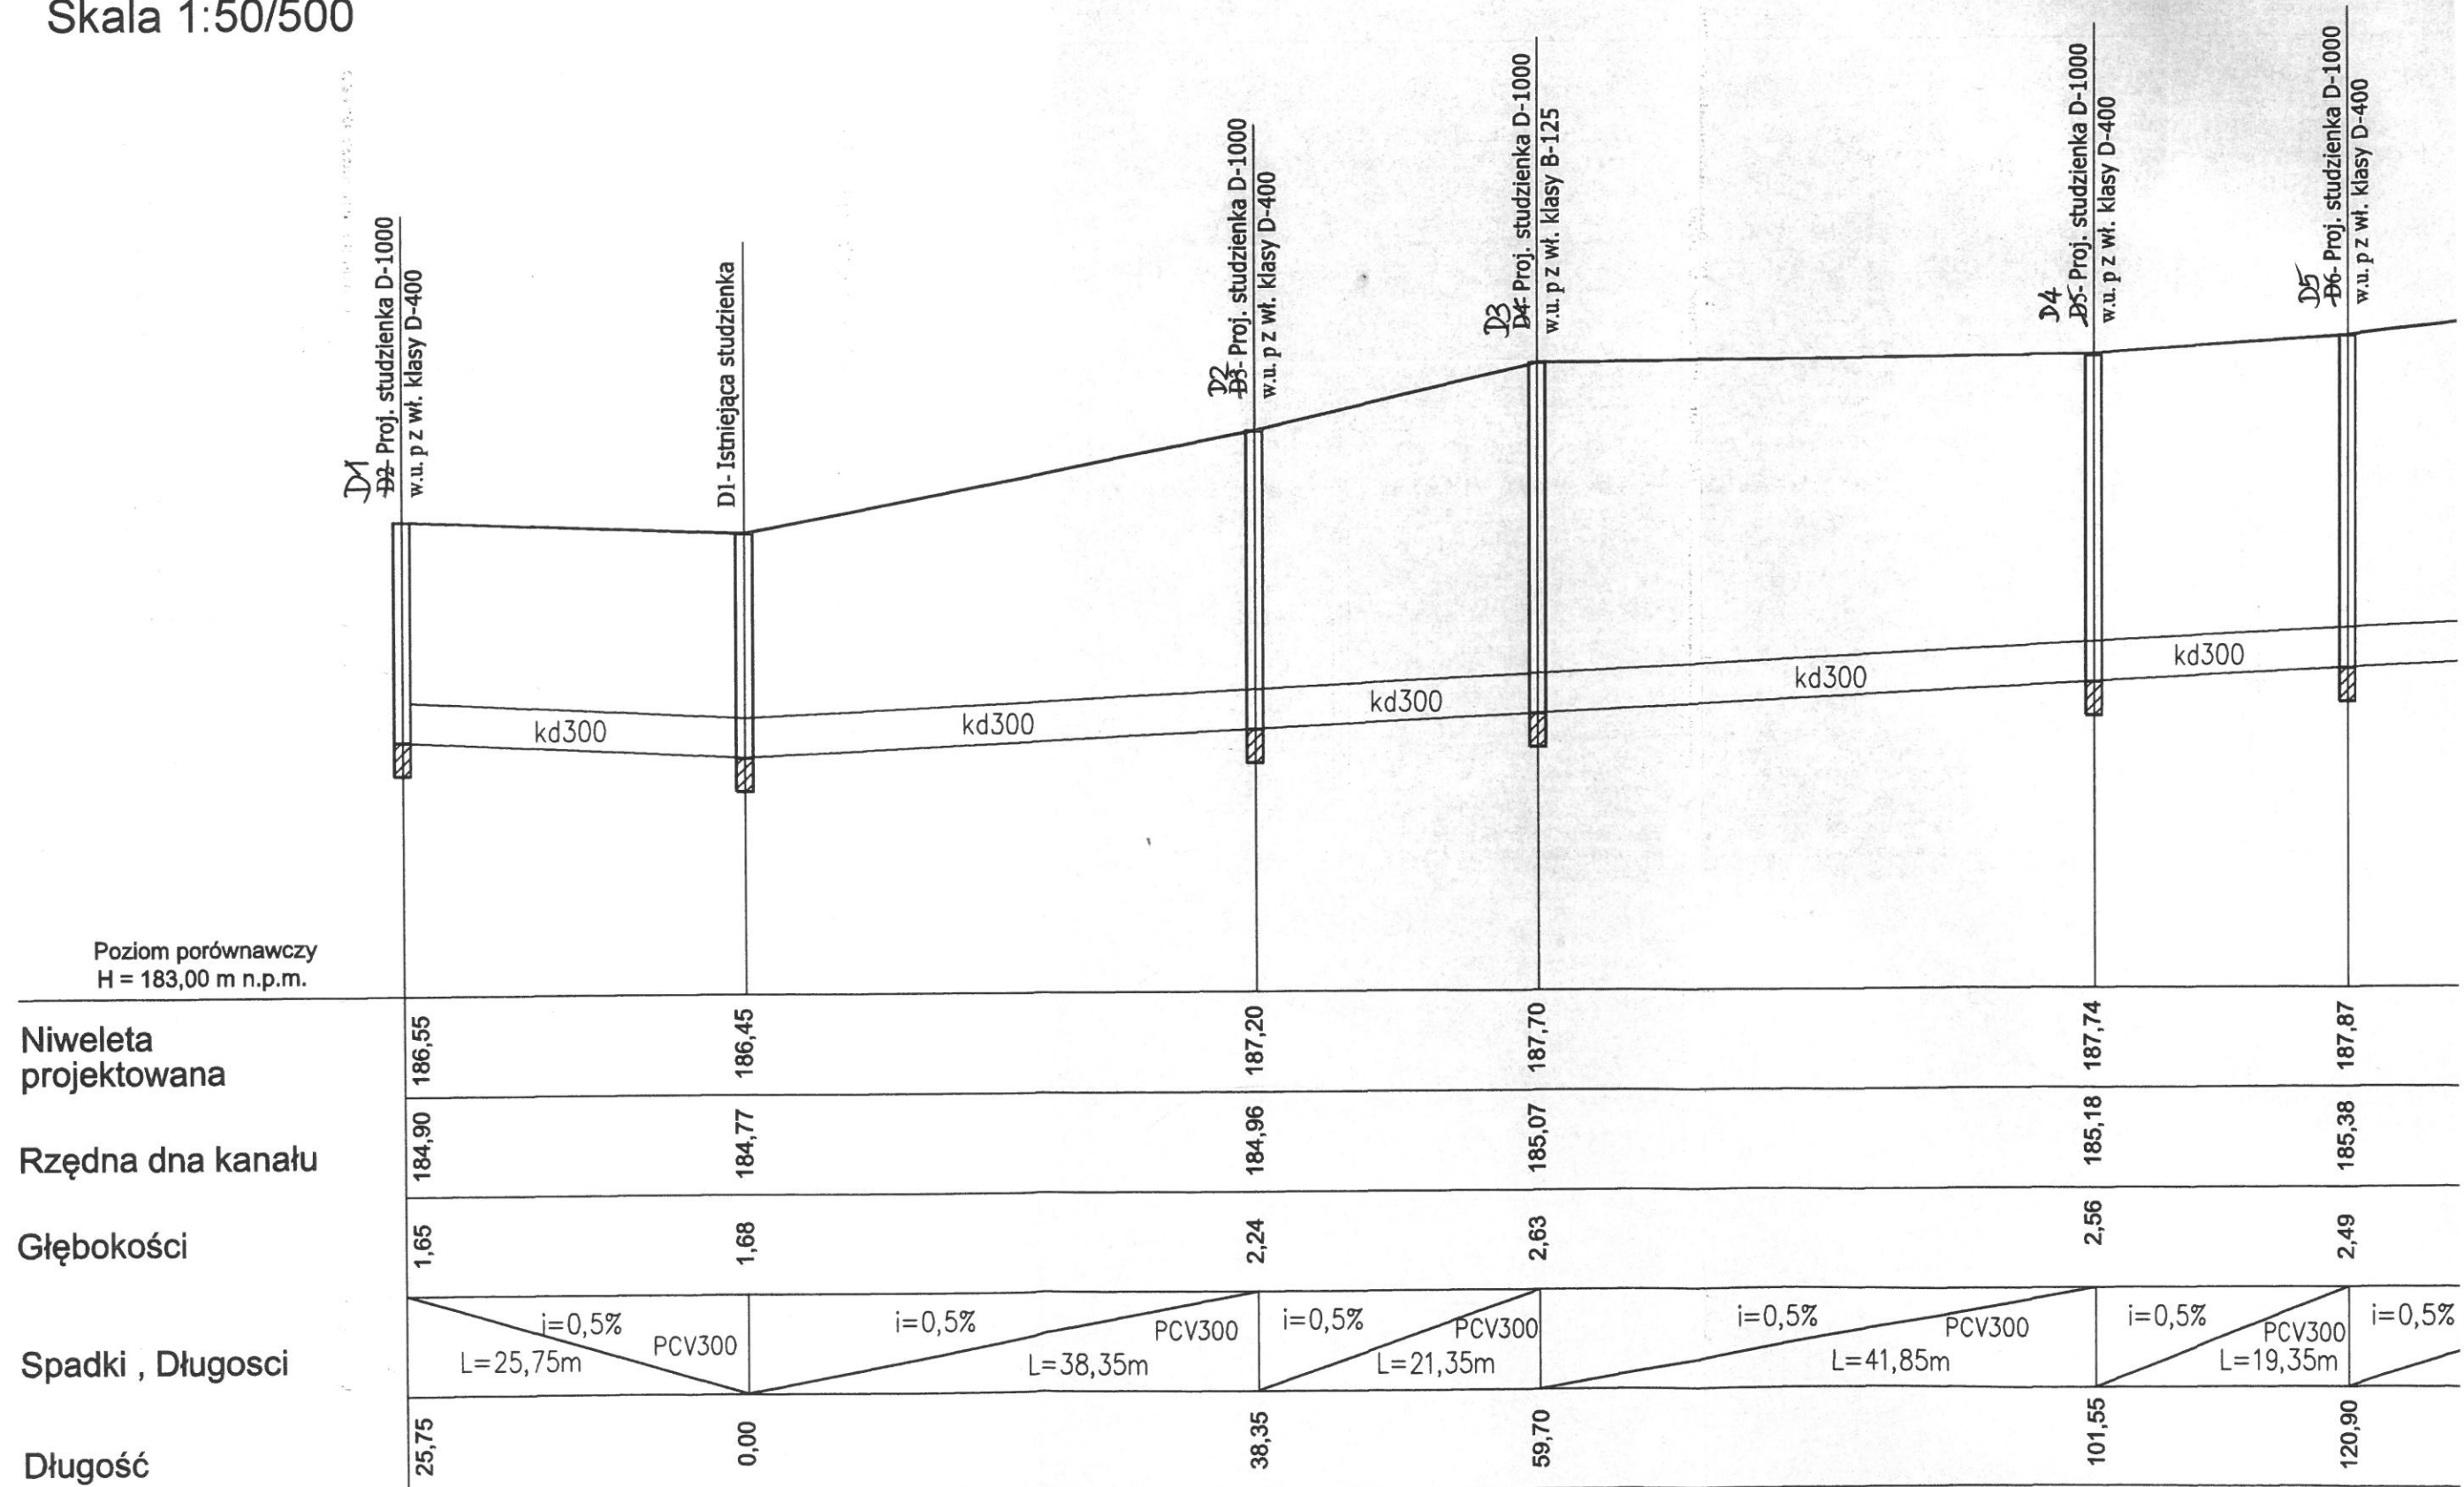 Skala 1:50/500
D1
D2- Proj. studzienka D-1000
w.u.p z wł. klasy D-400
D1- Istniejąca studzienka
D2
D3- Proj. studzienka D-1000
w.u.p z wł. klasy D-400
D3
D4- Proj. studzienka D-1000
w.u.p z wł. klasy B-125
D4
D5- Proj. studzienka D-1000
w.u.p z wł. klasy D-400
D5
D6- Proj. studzienka D-1000
w.u.p z wł. klasy D-400
kd300 kd300 kd300 kd300 kd300
Poziom porównawczy
H = 183,00 m n.p.m.
Niweleta
projektowana
186,55 186,45 187,20 187,70 187,74 187,87
Rzędna dna kanału
184,90 184,77 184,96 185,07 185,18 185,38
Głębokości
1,65 1,68 2,24 2,63 2,56 2,49
Spadki , Długosci
i=0,5% PCV300
L=25,75m
i=0,5% PCV300
L=38,35m
i=0,5% PCV300
L=21,35m
i=0,5% PCV300
L=41,85m
i=0,5% PCV300
L=19,35m
i=0,5%
Długość
25,75 0,00 38,35 59,70 101,55 120,90